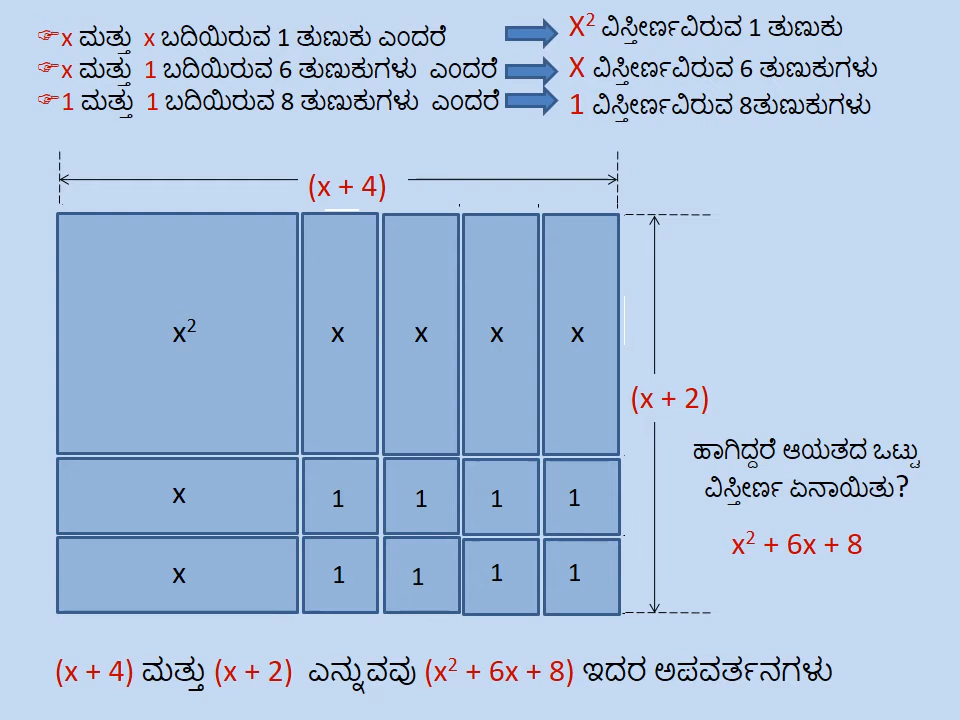 ☞x ಮತ್ತು x ಬದಿಯಿರುವ 1 ತುಣುಕು ಎಂದರೆ
X² ವಿಸ್ತೀರ್ಣವಿರುವ 1 ತುಣುಕು
☞x ಮತ್ತು 1 ಬದಿಯಿರುವ 6 ತುಣುಕುಗಳು ಎಂದರೆ
X ವಿಸ್ತೀರ್ಣವಿರುವ 6 ತುಣುಕುಗಳು
☞1 ಮತ್ತು 1 ಬದಿಯಿರುವ 8 ತುಣುಕುಗಳು ಎಂದರೆ
1 ವಿಸ್ತೀರ್ಣವಿರುವ 8ತುಣುಕುಗಳು
(x + 4)
x² x x x x
(x + 2)
x 1 1 1 1
x 1 1 1 1
ಹಾಗಿದ್ದರೆ ಆಯತದ ಒಟ್ಟು
ವಿಸ್ತೀರ್ಣ ಏನಾಯಿತು?
x² + 6x + 8
(x + 4) ಮತ್ತು (x + 2) ಎನ್ನುವವು (x² + 6x + 8) ಇದರ ಅಪವರ್ತನಗಳು